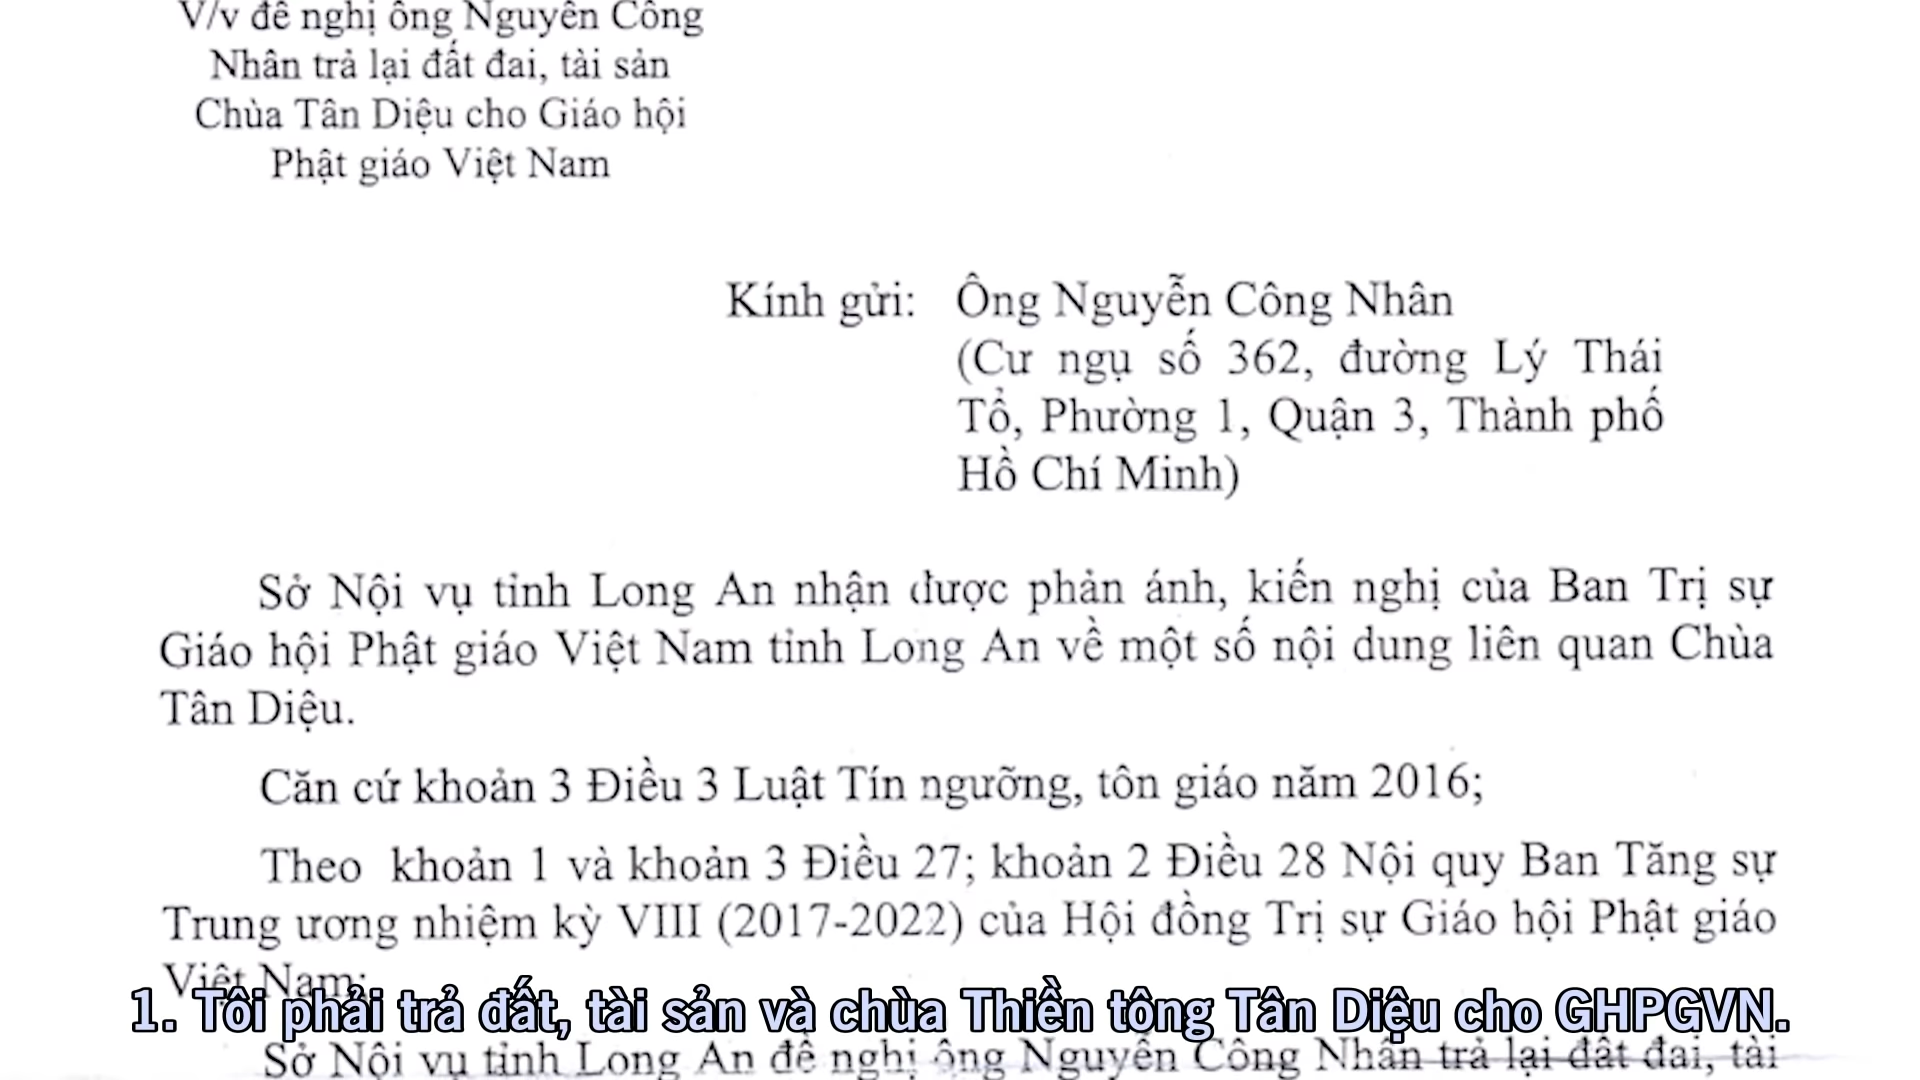 V/v đề nghị ông Nguyễn Công
Nhân trả lại đất đai, tài sản
Chùa Tân Diệu cho Giáo hội
Phật giáo Việt Nam
Kính gửi: Ông Nguyễn Công Nhân
(Cư ngụ số 362, đường Lý Thái
Tổ, Phường 1, Quận 3, Thành phố
Hồ Chí Minh)
Sở Nội vụ tỉnh Long An nhận được phản ánh, kiến nghị của Ban Trị sự
Giáo hội Phật giáo Việt Nam tỉnh Long An về một số nội dung liên quan Chùa
Tân Diệu.
Căn cứ khoản 3 Điều 3 Luật Tín ngưỡng, tôn giáo năm 2016;
Theo khoản 1 và khoản 3 Điều 27; khoản 2 Điều 28 Nội quy Ban Tăng sự
Trung ương nhiệm kỳ VIII (2017-2022) của Hội đồng Trị sự Giáo hội Phật giáo
Việt Nam;
1. Tôi phải trả đất, tài sản và chùa Thiền tông Tân Diệu cho GHPGVN.
Sở Nội vụ tỉnh Long An đề nghị ông Nguyễn Công Nhân trả lại đất đai, tài